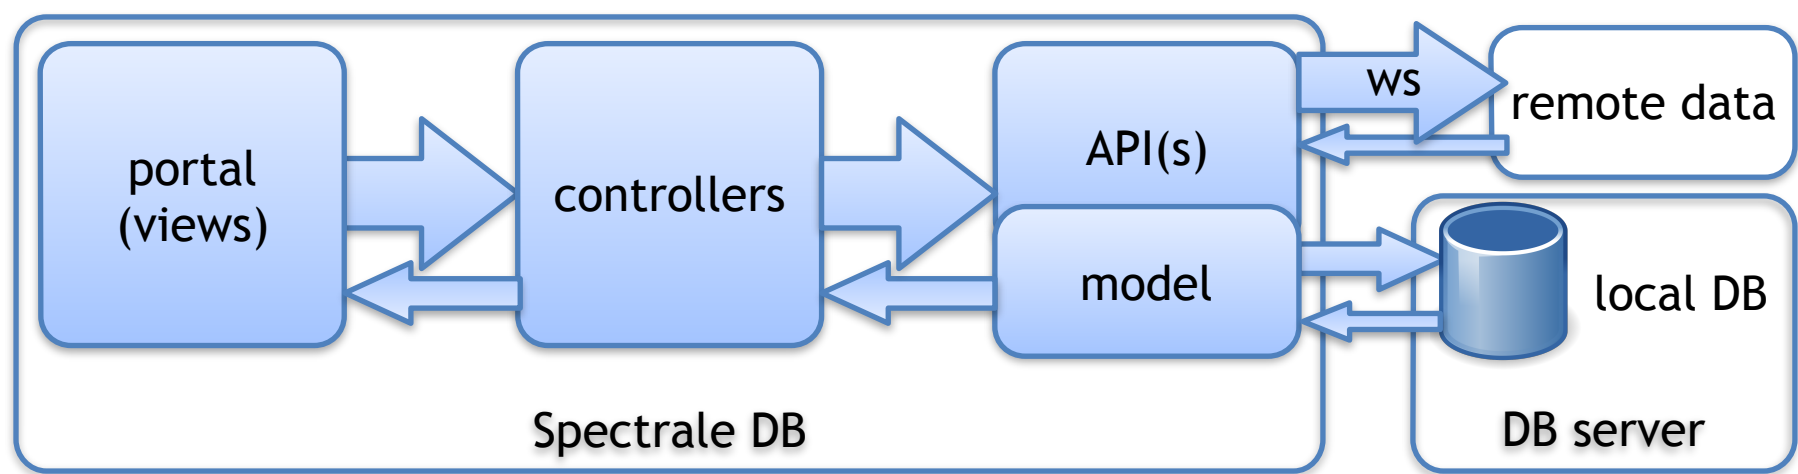 portal
(views)
controllers
API(s)
model
ws
remote data
local DB
Spectrale DB
DB server